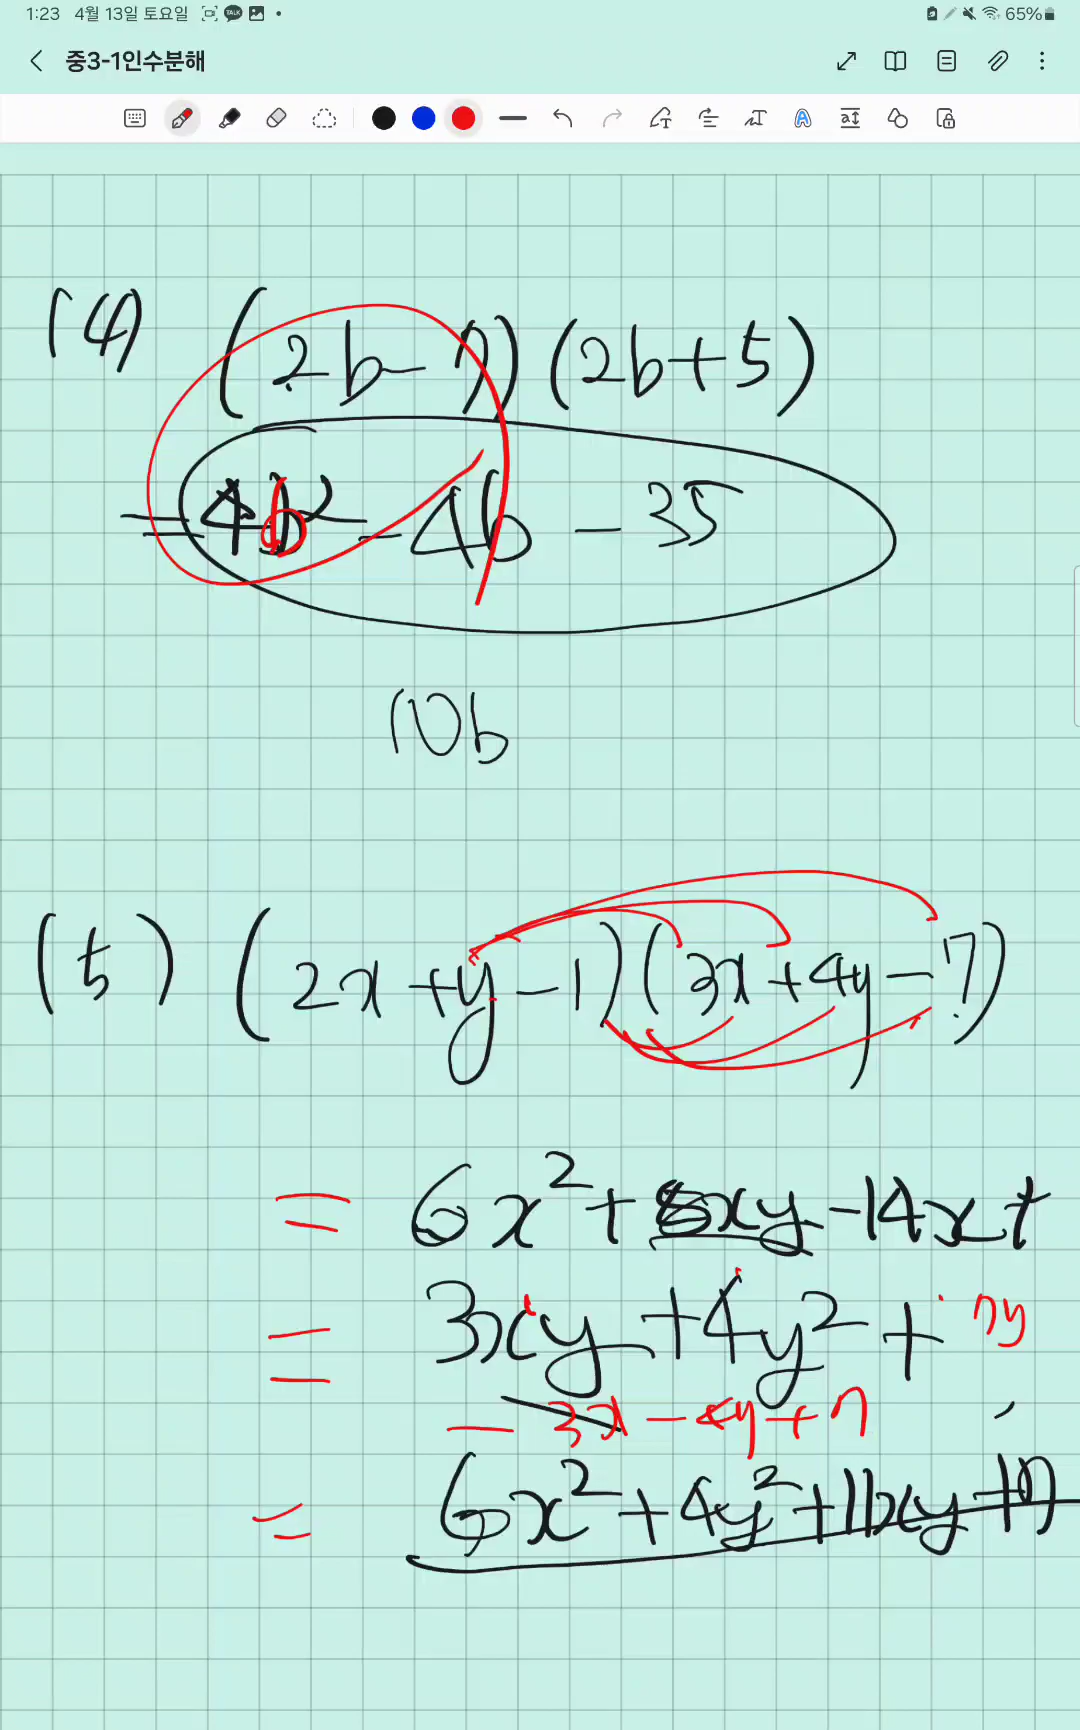 1:23 4월 13일 토요일 TALK 65%
중3-1인수분해
(4) (2b-7)(2b+5)
=4b²-4b-35
10b
(5) (2x+y-1)(3x+4y-7)
= 6x²+8xy-14x+
= 3xy+4y²+ 7y
- 3x-4y+7
= 6x²+4y²+11xy